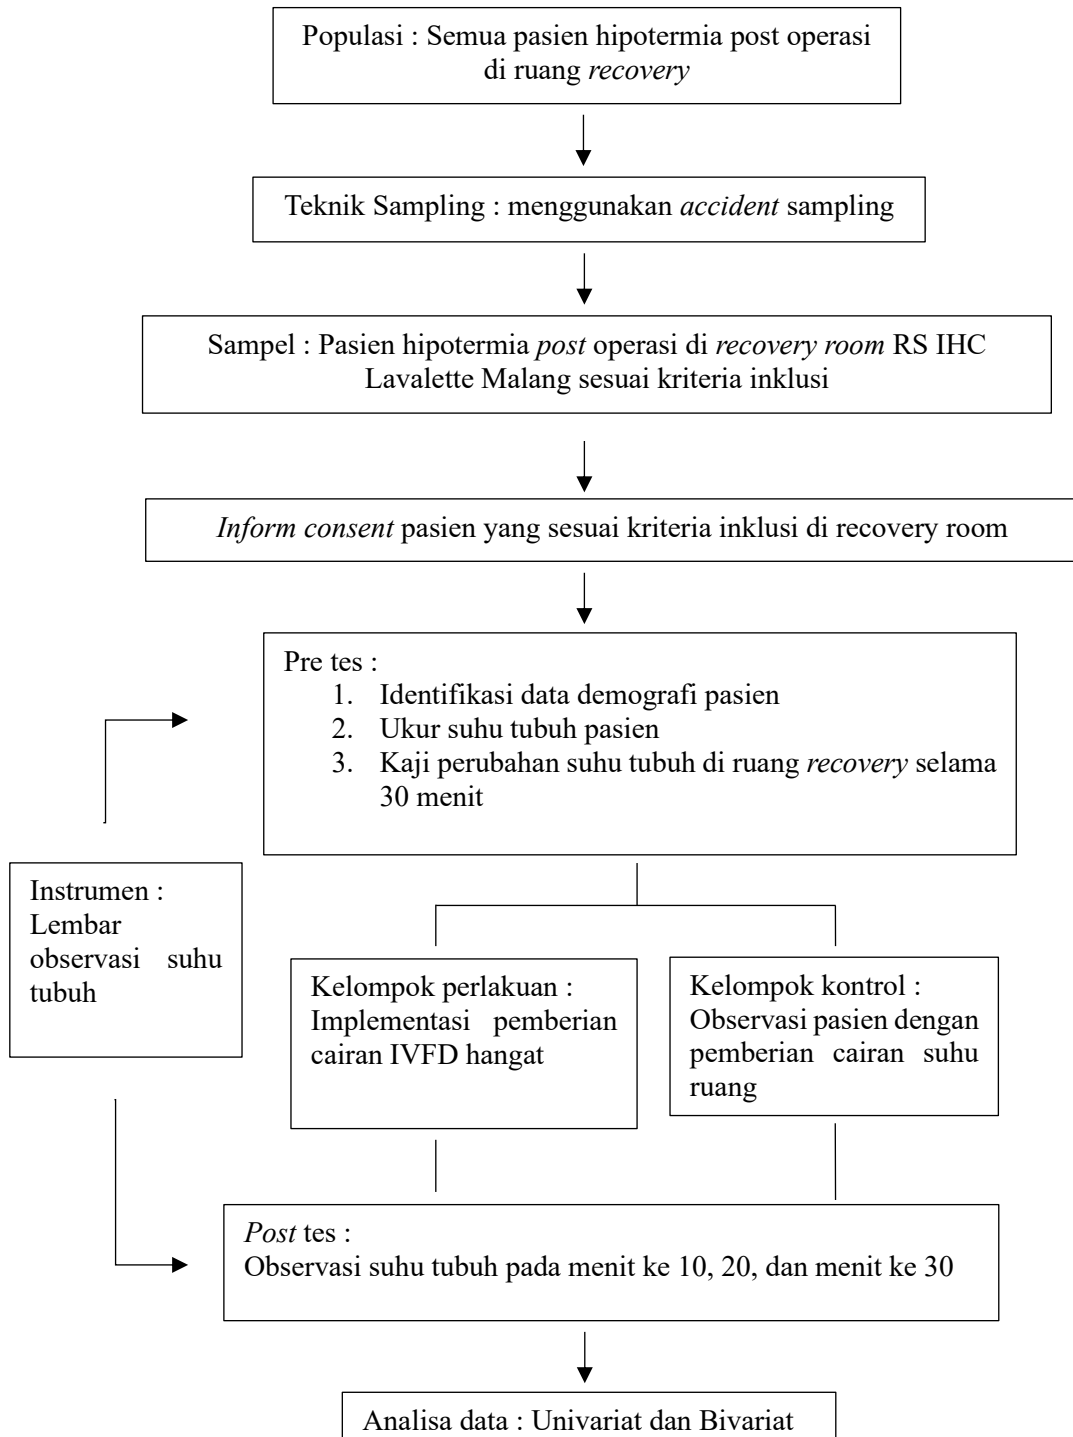 Populasi : Semua pasien hipotermia post operasi
di ruang recovery
Teknik Sampling : menggunakan accident sampling
Sampel : Pasien hipotermia post operasi di recovery room RS IHC
Lavalette Malang sesuai kriteria inklusi
Inform consent pasien yang sesuai kriteria inklusi di recovery room
Pre tes :
1. Identifikasi data demografi pasien
2. Ukur suhu tubuh pasien
3. Kaji perubahan suhu tubuh di ruang recovery selama
30 menit
Instrumen :
Lembar
observasi suhu
tubuh
Kelompok perlakuan :
Implementasi pemberian
cairan IVFD hangat
Kelompok kontrol :
Observasi pasien dengan
pemberian cairan suhu
ruang
Post tes :
Observasi suhu tubuh pada menit ke 10, 20, dan menit ke 30
Analisa data : Univariat dan Bivariat